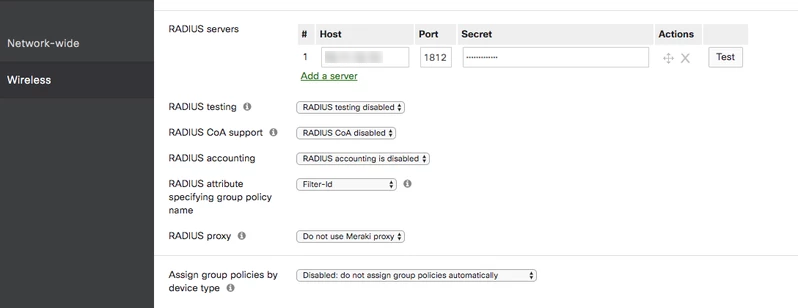 Network-wide
Wireless
RADIUS servers
# Host Port Secret Actions
1 1812 ............. Test
Add a server
RADIUS testing i RADIUS testing disabled
RADIUS CoA support i RADIUS CoA disabled
RADIUS accounting RADIUS accounting is disabled
RADIUS attribute
specifying group policy
name
Filter-Id i
RADIUS proxy i Do not use Meraki proxy
Assign group policies by
device type i
Disabled: do not assign group policies automatically